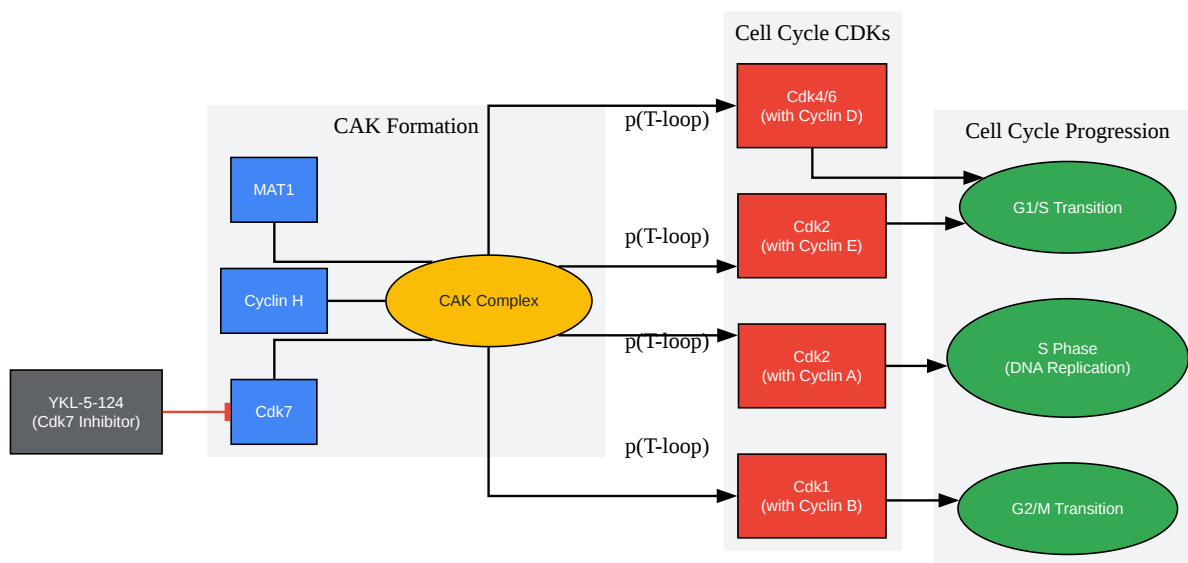 Cell Cycle CDKs
Cdk4/6
(with Cyclin D)
p(T-loop)
CAK Formation
Cell Cycle Progression
MAT1
G1/S Transition
Cdk2
(with Cyclin E)
p(T-loop)
Cyclin H
CAK Complex
p(T-loop)
Cdk2
(with Cyclin A)
S Phase
(DNA Replication)
YKL-5-124
(Cdk7 Inhibitor)
Cdk7
p(T-loop)
Cdk1
(with Cyclin B)
G2/M Transition